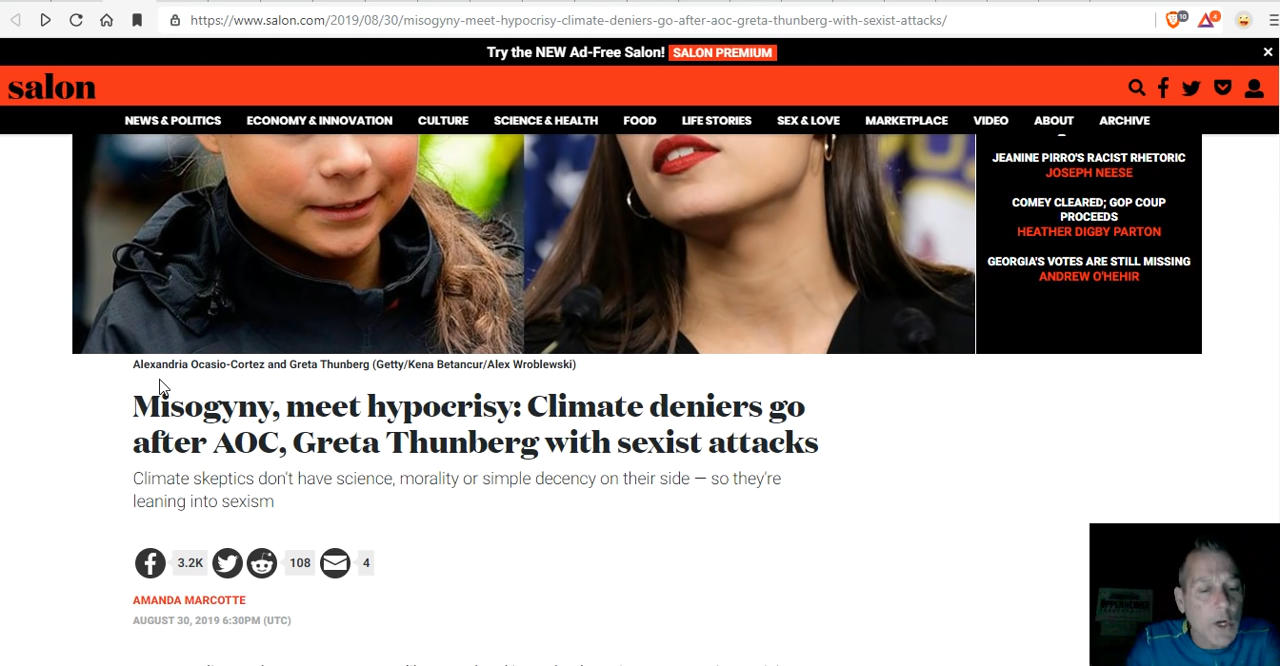 https://www.salon.com/2019/08/30/misogyny-meet-hypocrisy-climate-deniers-go-after-aoc-greta-thunberg-with-sexist-attacks/
10
4
Try the NEW Ad-Free Salon! SALON PREMIUM
salon
NEWS & POLITICS ECONOMY & INNOVATION CULTURE SCIENCE & HEALTH FOOD LIFE STORIES SEX & LOVE MARKETPLACE VIDEO ABOUT ARCHIVE
JEANINE PIRRO'S RACIST RHETORIC
JOSEPH NEESE
COMEY CLEARED; GOP COUP
PROCEEDS
HEATHER DIGBY PARTON
GEORGIA'S VOTES ARE STILL MISSING
ANDREW O'HEHIR
Alexandria Ocasio-Cortez and Greta Thunberg (Getty/Kena Betancur/Alex Wroblewski)
Misogyny, meet hypocrisy: Climate deniers go
after AOC, Greta Thunberg with sexist attacks
Climate skeptics don't have science, morality or simple decency on their side — so they're
leaning into sexism
3.2K 108 4
AMANDA MARCOTTE
AUGUST 30, 2019 6:30PM (UTC)